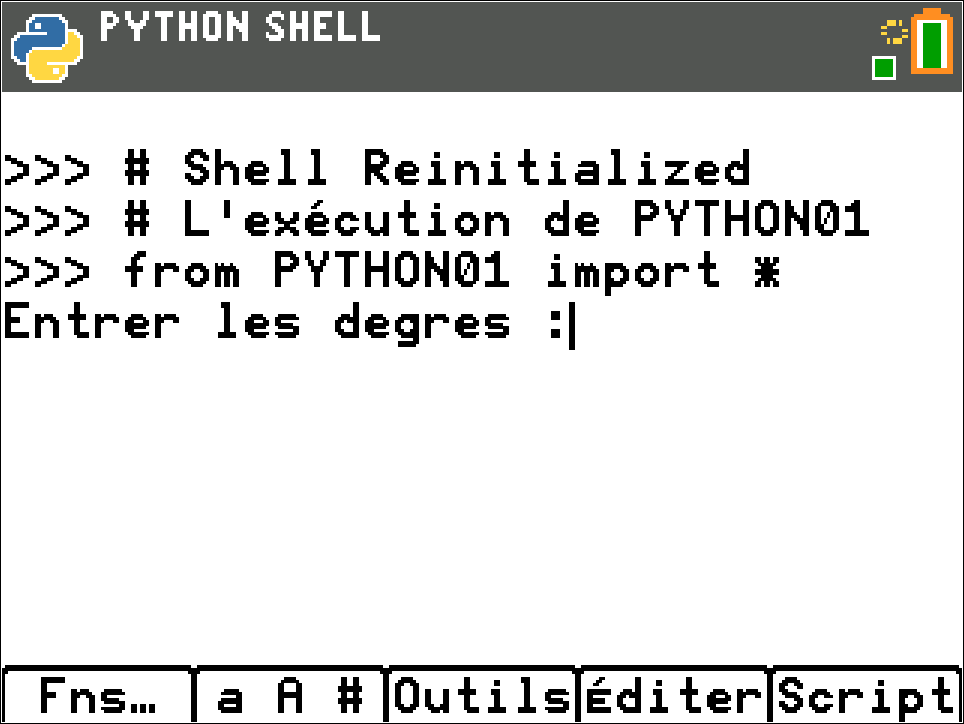 PYTHON SHELL
>>> # Shell Reinitialized
>>> # L'exécution de PYTHON01
>>> from PYTHON01 import *
Entrer les degres :
Fns… a A # Outils Éditer Script